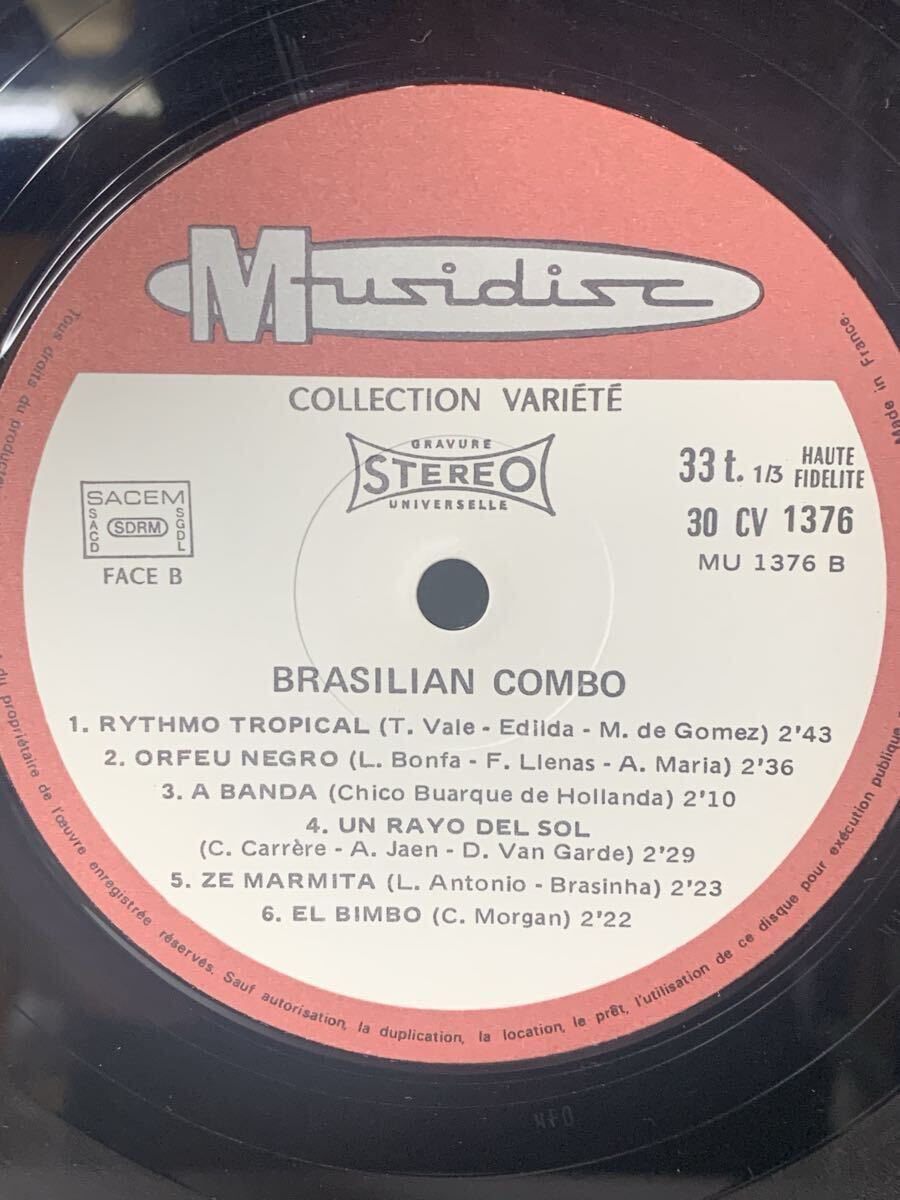 Musidisc
COLLECTION VARIÉTÉ
GRAVURE
STEREO
UNIVERSELLE
33 t. 1/3 HAUTE FIDELITE
30 CV 1376
MU 1376 B
SACEM
SACD
SDRM
SGDL
FACE B
BRASILIAN COMBO
1. RYTHMO TROPICAL (T. Vale - Edilda - M. de Gomez) 2'43
2. ORFEU NEGRO (L. Bonfa - F. Llenas - A. Maria) 2'36
3. A BANDA (Chico Buarque de Hollanda) 2'10
4. UN RAYO DEL SOL
(C. Carrère - A. Jaen - D. Van Garde) 2'29
5. ZE MARMITA (L. Antonio - Brasinha) 2'23
6. EL BIMBO (C. Morgan) 2'22
Tous droits du producteur
du propriétaire de l'œuvre enregistrée réservés. Sauf autorisation, la duplication, la location, le prêt, l'utilisation de ce disque pour exécution publique
Made in France.